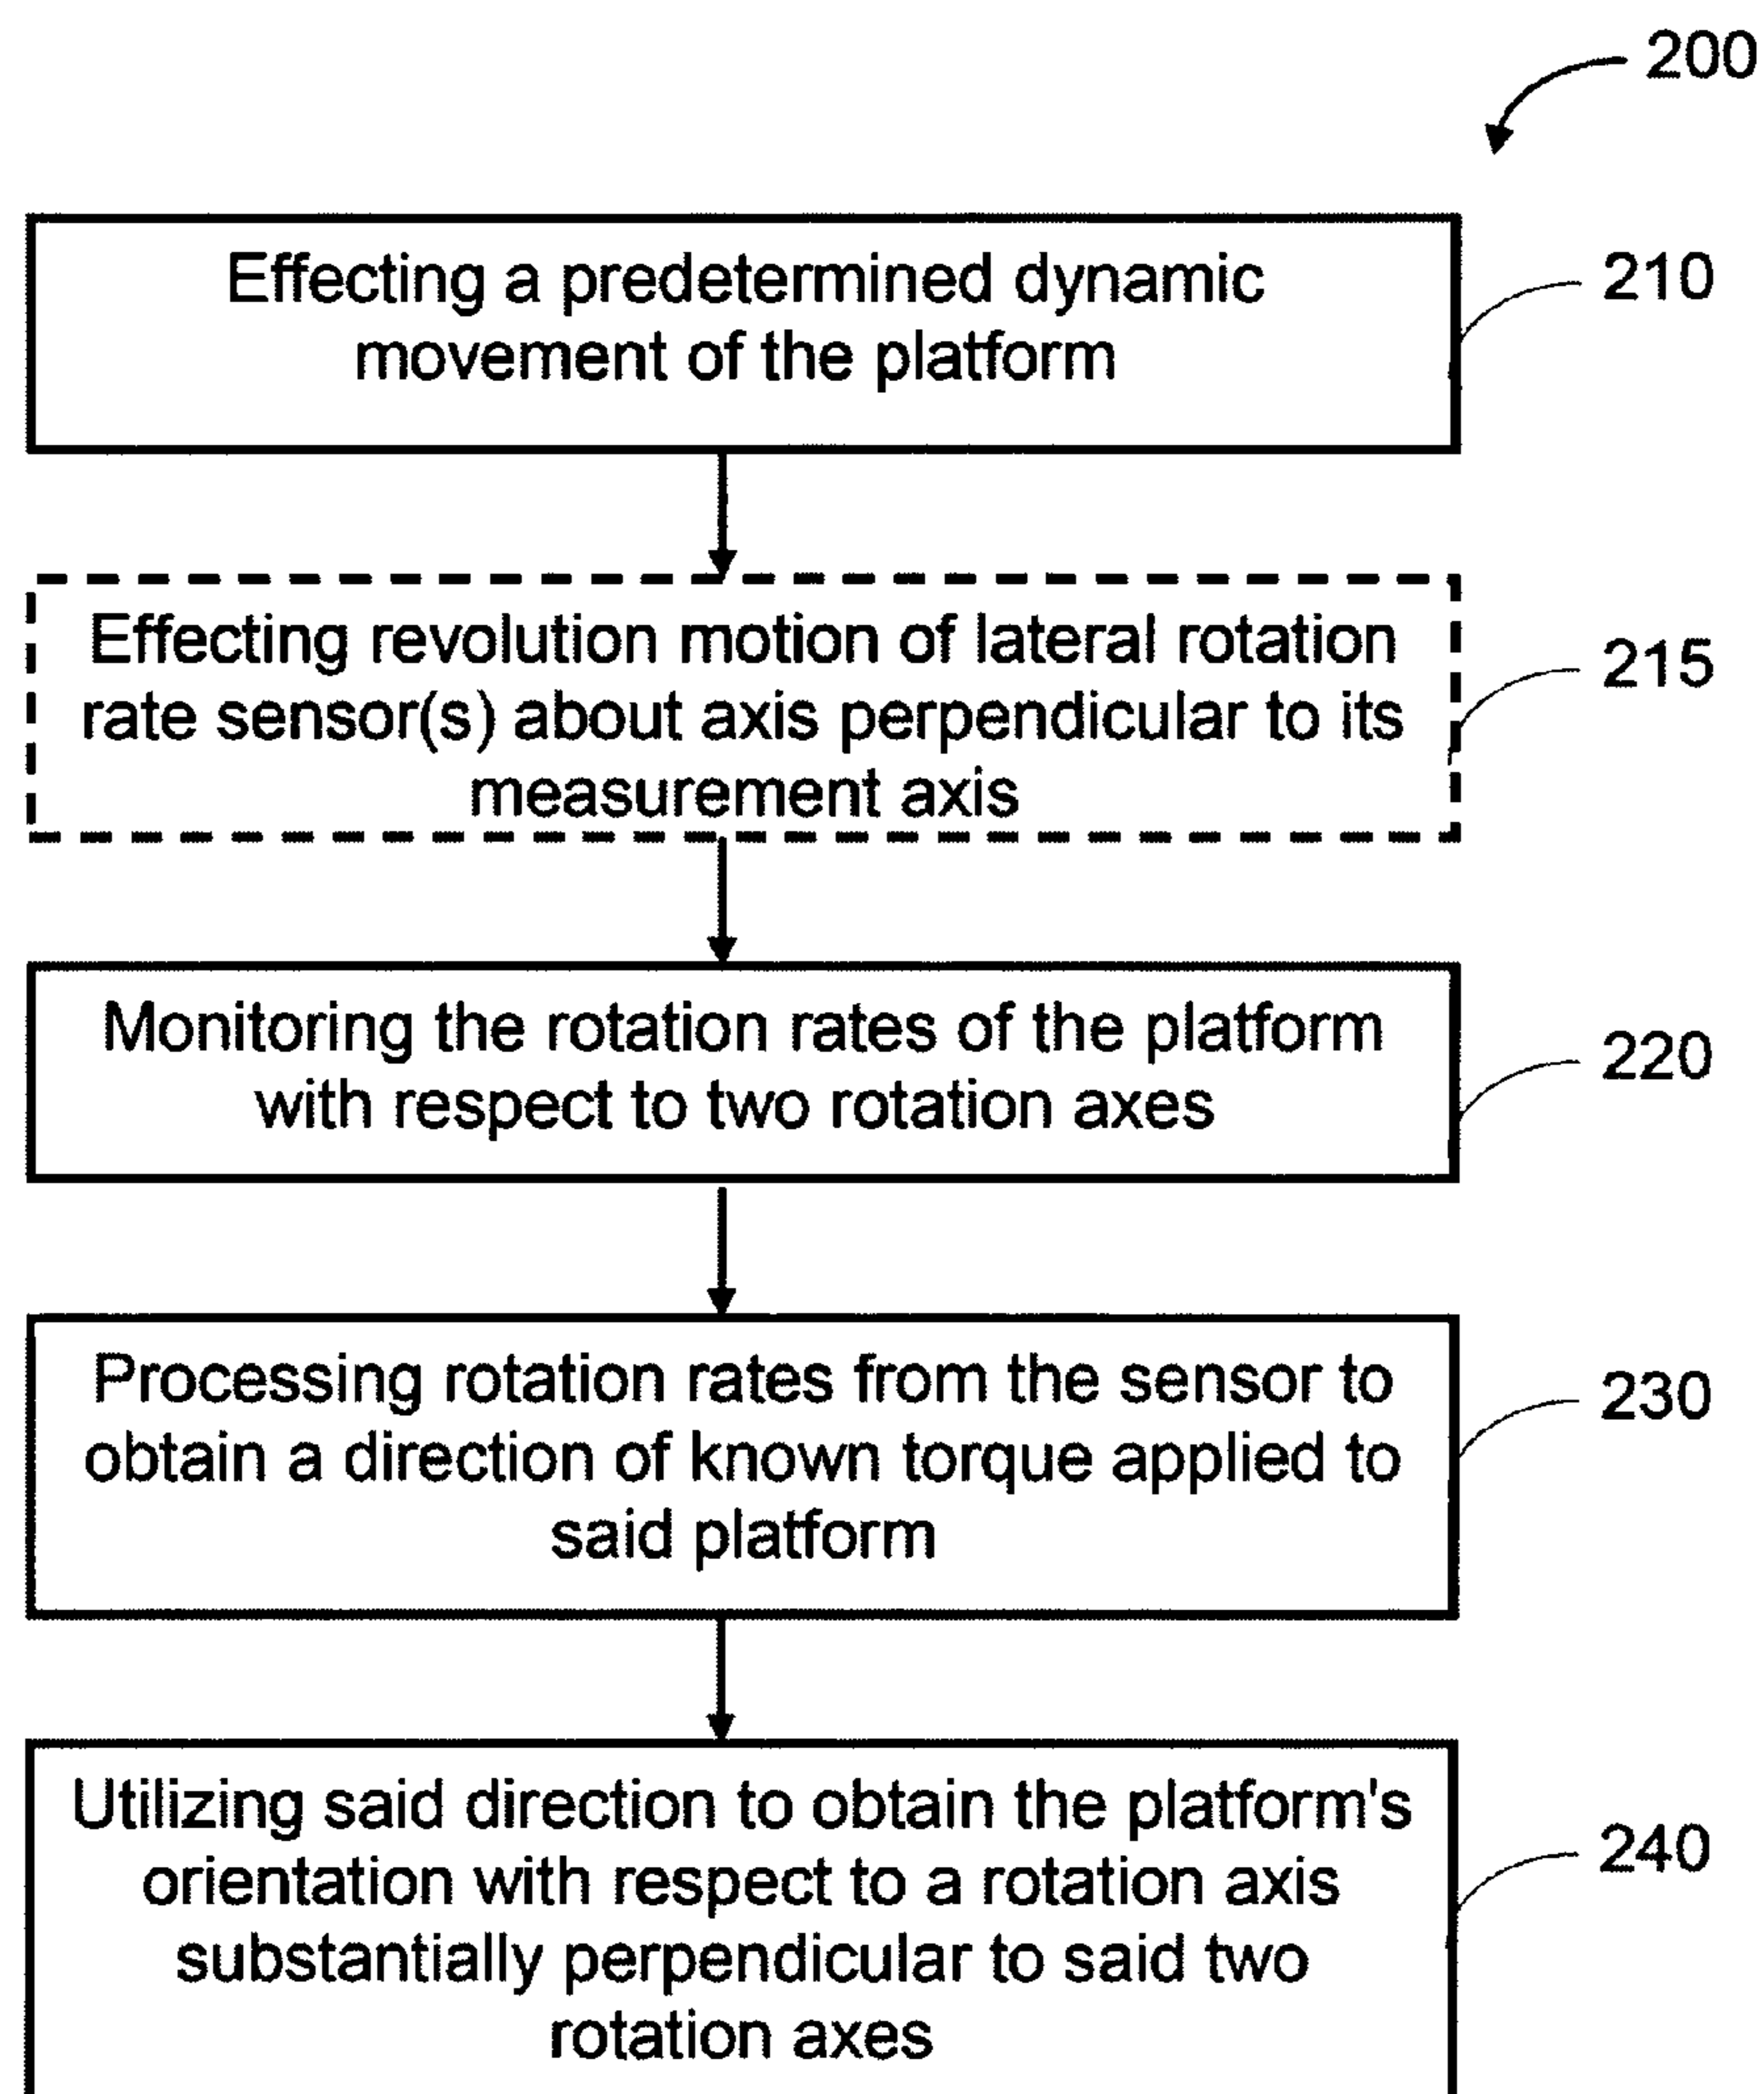 200
Effecting a predetermined dynamic
movement of the platform
210
Effecting revolution motion of lateral rotation
rate sensor(s) about axis perpendicular to its
measurement axis
215
Monitoring the rotation rates of the platform
with respect to two rotation axes
220
Processing rotation rates from the sensor to
obtain a direction of known torque applied to
said platform
230
Utilizing said direction to obtain the platform's
orientation with respect to a rotation axis
substantially perpendicular to said two
rotation axes
240